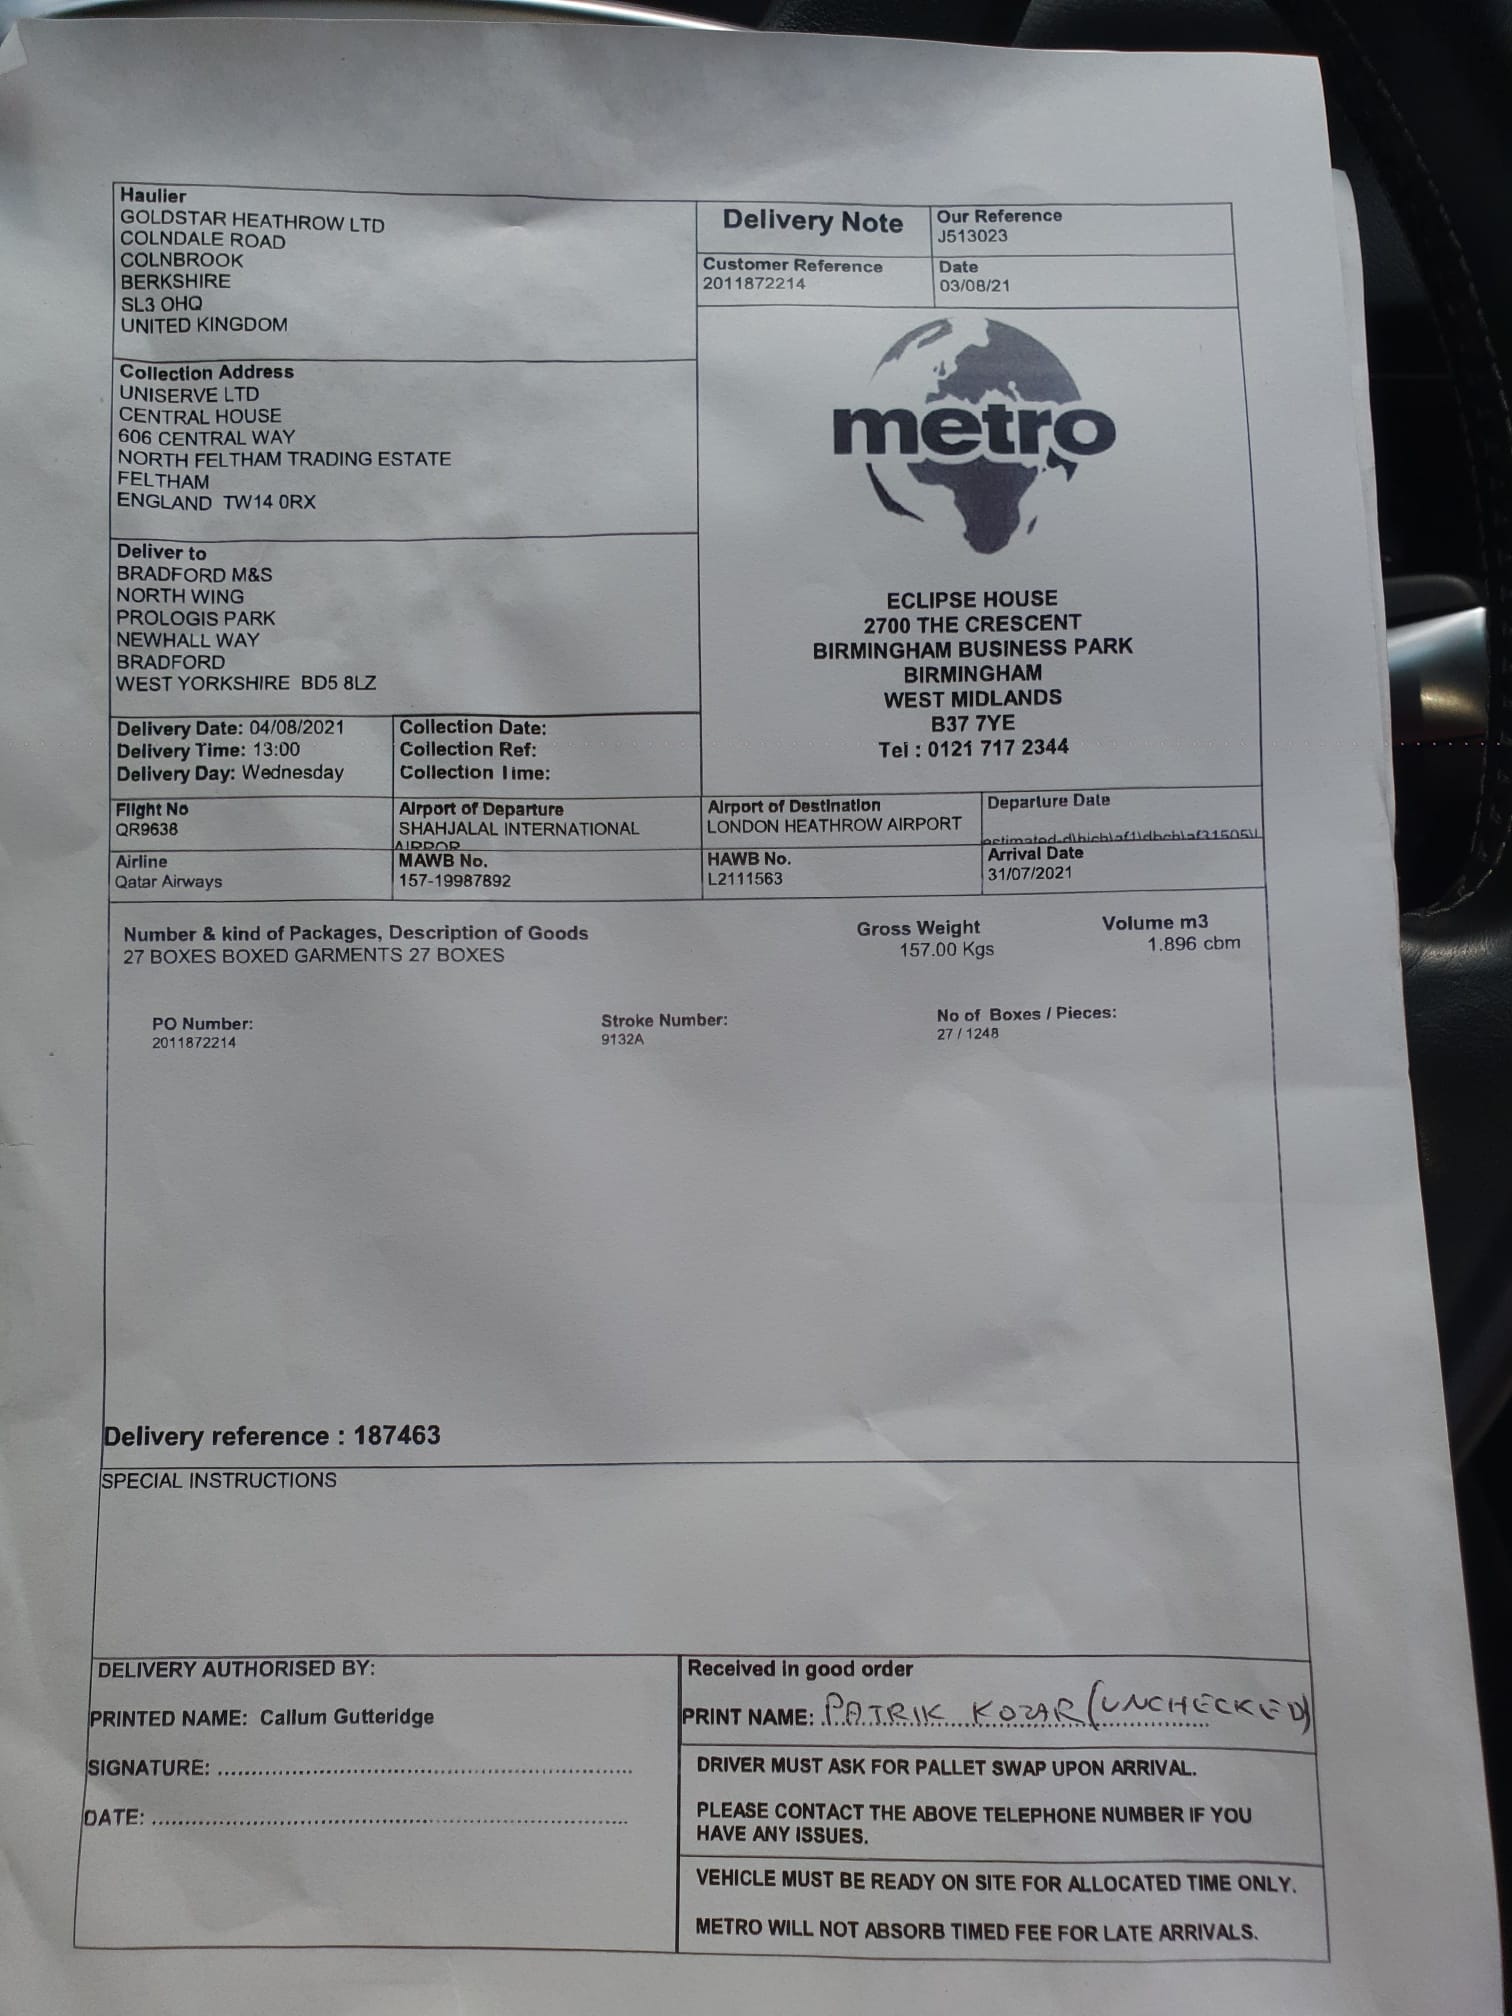 Haulier
GOLDSTAR HEATHROW LTD
COLNDALE ROAD
COLNBROOK
BERKSHIRE
SL3 OHQ
UNITED KINGDOM
Delivery Note
Our Reference
J513023
Customer Reference
2011872214
Date
03/08/21
Collection Address
UNISERVE LTD
CENTRAL HOUSE
606 CENTRAL WAY
NORTH FELTHAM TRADING ESTATE
FELTHAM
ENGLAND TW14 0RX
metro
Deliver to
BRADFORD M&S
NORTH WING
PROLOGIS PARK
NEWHALL WAY
BRADFORD
WEST YORKSHIRE BD5 8LZ
ECLIPSE HOUSE
2700 THE CRESCENT
BIRMINGHAM BUSINESS PARK
BIRMINGHAM
WEST MIDLANDS
B37 7YE
Tel : 0121 717 2344
Delivery Date: 04/08/2021
Delivery Time: 13:00
Delivery Day: Wednesday
Collection Date:
Collection Ref:
Collection Time:
Flight No
QR9638
Airport of Departure
SHAHJALAL INTERNATIONAL
AIRPOR
Airport of Destination
LONDON HEATHROW AIRPORT
Departure Date
Airline
Qatar Airways
MAWB No.
157-19987892
HAWB No.
L2111563
Arrival Date
31/07/2021
Number & kind of Packages, Description of Goods
27 BOXES BOXED GARMENTS 27 BOXES
Gross Weight
157.00 Kgs
Volume m3
1.896 cbm
PO Number:
2011872214
Stroke Number:
9132A
No of Boxes / Pieces:
27 / 1248
Delivery reference : 187463
SPECIAL INSTRUCTIONS
DELIVERY AUTHORISED BY:
PRINTED NAME: Callum Gutteridge
SIGNATURE:
DATE:
Received in good order
PRINT NAME: PATRIK KOZAR (UNCHECKED)
DRIVER MUST ASK FOR PALLET SWAP UPON ARRIVAL.
PLEASE CONTACT THE ABOVE TELEPHONE NUMBER IF YOU
HAVE ANY ISSUES.
VEHICLE MUST BE READY ON SITE FOR ALLOCATED TIME ONLY.
METRO WILL NOT ABSORB TIMED FEE FOR LATE ARRIVALS.